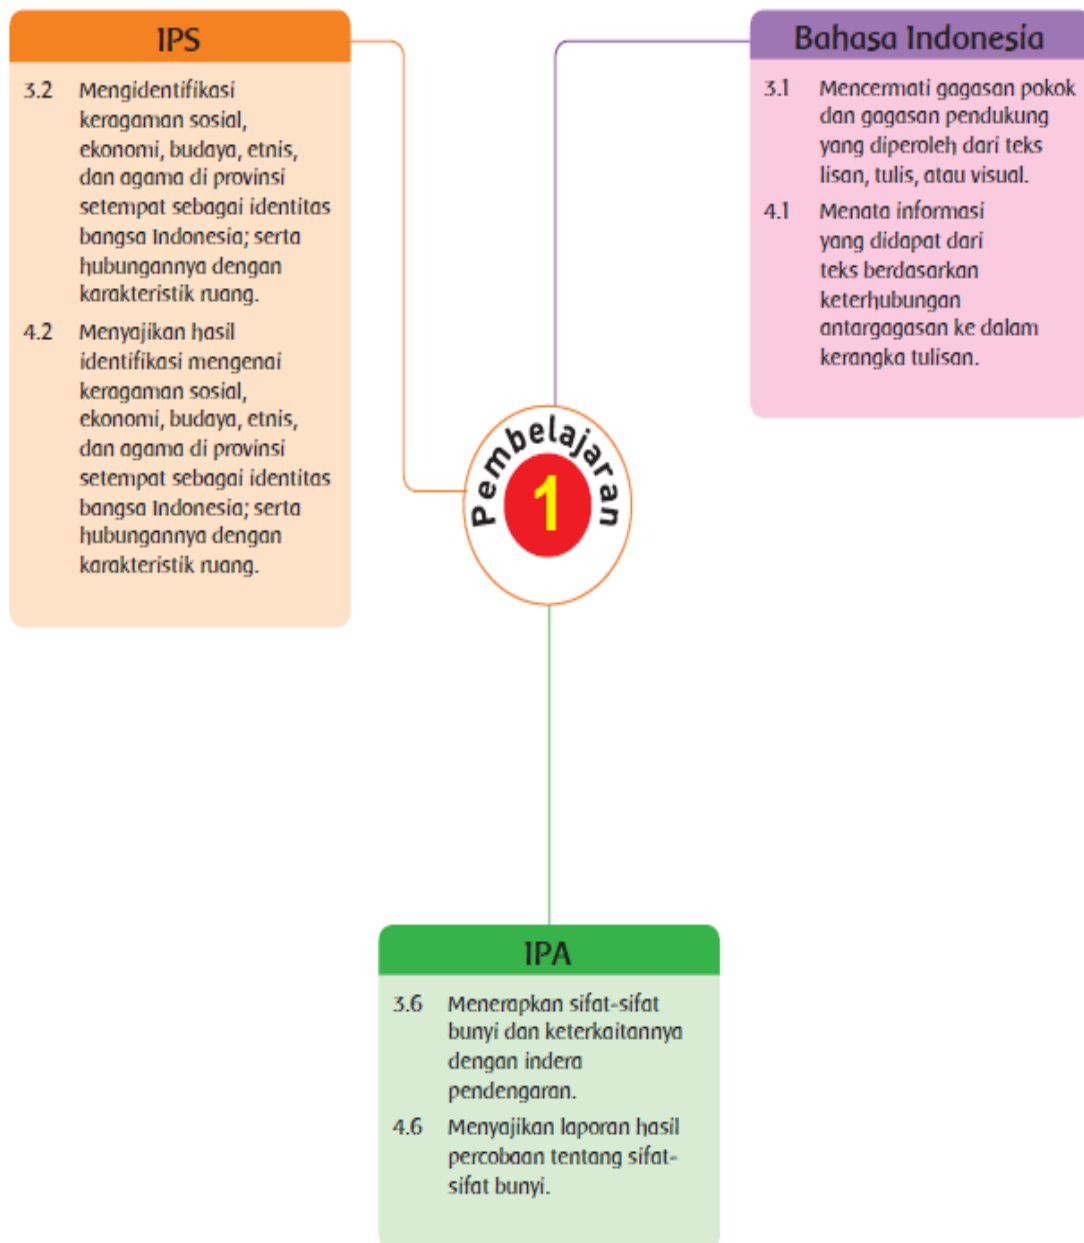 IPS
3.2 Mengidentifikasi
keragaman sosial,
ekonomi, budaya, etnis,
dan agama di provinsi
setempat sebagai identitas
bangsa Indonesia; serta
hubungannya dengan
karakteristik ruang.
4.2 Menyajikan hasil
identifikasi mengenai
keragaman sosial,
ekonomi, budaya, etnis,
dan agama di provinsi
setempat sebagai identitas
bangsa Indonesia; serta
hubungannya dengan
karakteristik ruang.
Bahasa Indonesia
3.1 Mencermati gagasan pokok
dan gagasan pendukung
yang diperoleh dari teks
lisan, tulis, atau visual.
4.1 Menata informasi
yang didapat dari
teks berdasarkan
keterhubungan
antargagasan ke dalam
kerangka tulisan.
Pembelajaran
1
IPA
3.6 Menerapkan sifat-sifat
bunyi dan keterkaitannya
dengan indera
pendengaran.
4.6 Menyajikan laporan hasil
percobaan tentang sifat-
sifat bunyi.